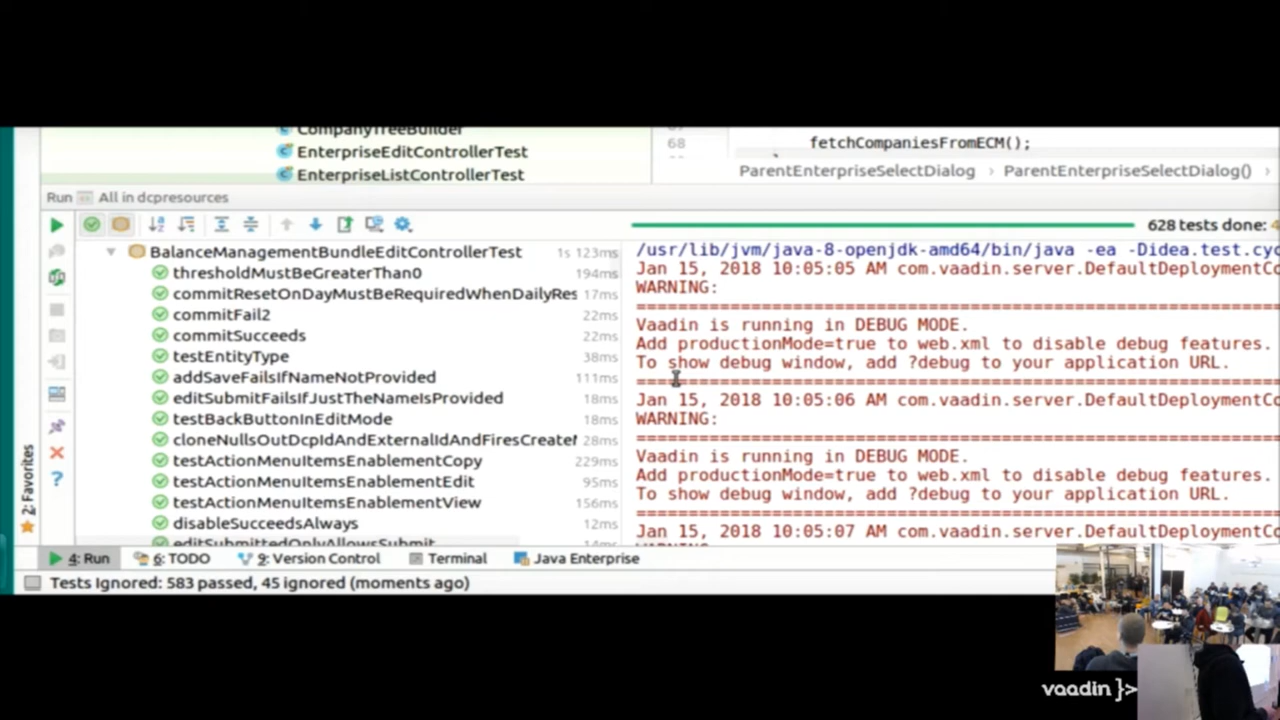 CompanyTreeBuilder
EnterpriseEditControllerTest
EnterpriseListControllerTest
68 fetchCompaniesFromECM();
ParentEnterpriseSelectDialog › ParentEnterpriseSelectDialog() ›
Run All in dcpresources
628 tests done:
BalanceManagementBundleEditControllerTest 1s 123ms
thresholdMustBeGreaterThan0 194ms
commitResetOnDayMustBeRequiredWhenDailyRes 17ms
commitFail2 22ms
commitSucceeds 22ms
testEntityType 38ms
addSaveFailsIfNameNotProvided 111ms
editSubmitFailsIfJustTheNameIsProvided 18ms
testBackButtonInEditMode 18ms
cloneNullsOutDcpIdAndExternalIdAndFiresCreate 28ms
testActionMenuItemsEnablementCopy 229ms
testActionMenuItemsEnablementEdit 95ms
testActionMenuItemsEnablementView 156ms
disableSucceedsAlways 12ms
editSubmittedOnlyAllowsSubmit 14ms
/usr/lib/jvm/java-8-openjdk-amd64/bin/java -ea -Didea.test.cyc
Jan 15, 2018 10:05:05 AM com.vaadin.server.DefaultDeploymentCo
WARNING:
=================================================================
Vaadin is running in DEBUG MODE.
Add productionMode=true to web.xml to disable debug features.
To show debug window, add ?debug to your application URL.
=================================================================
Jan 15, 2018 10:05:06 AM com.vaadin.server.DefaultDeploymentCo
WARNING:
=================================================================
Vaadin is running in DEBUG MODE.
Add productionMode=true to web.xml to disable debug features.
To show debug window, add ?debug to your application URL.
=================================================================
Jan 15, 2018 10:05:07 AM com.vaadin.server.DefaultDeploymentCo
WARNING:
2: Favorites
4: Run 6: TODO 9: Version Control Terminal Java Enterprise
Tests Ignored: 583 passed, 45 ignored (moments ago)
vaadin }>